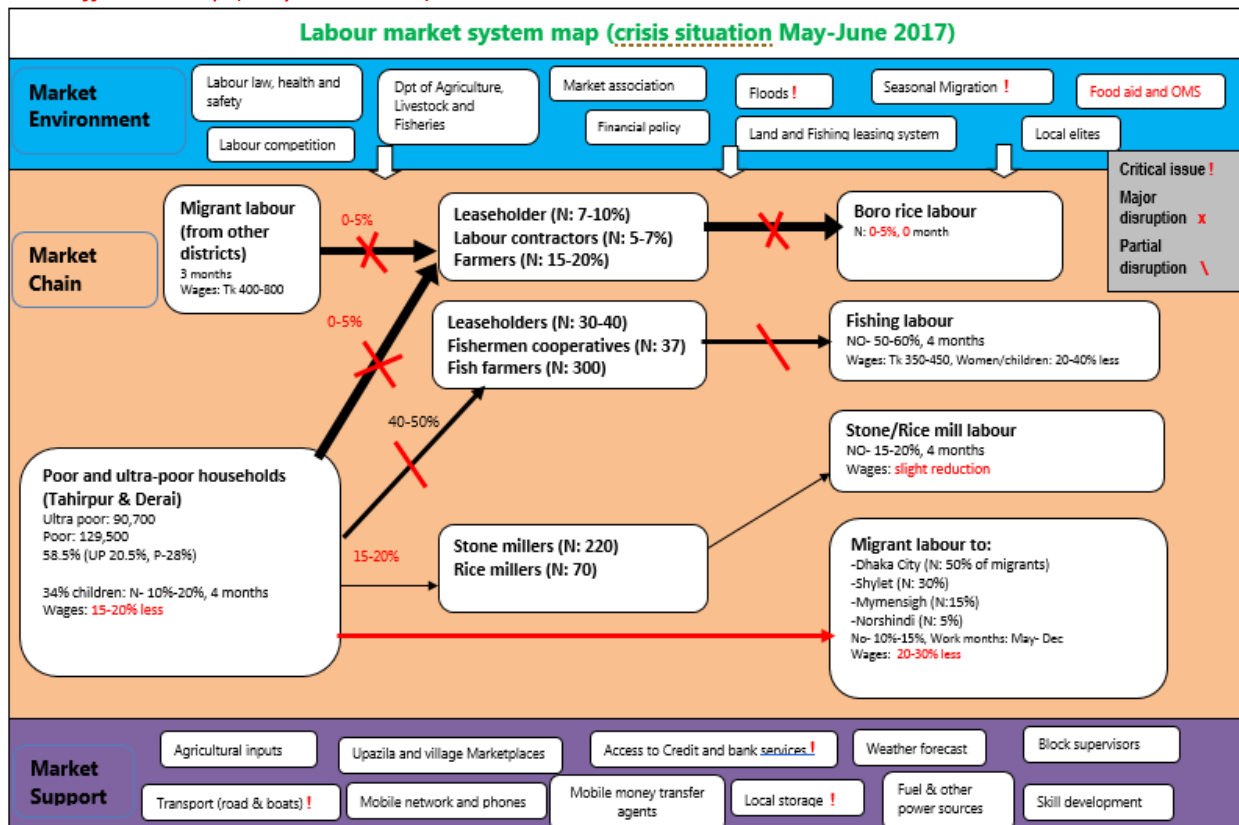 Labour market system map (crisis situation May-June 2017)
Market
Environment
Labour law, health and
safety
Labour competition
Dpt of Agriculture,
Livestock and
Fisheries
Market association
Financial policy
Floods !
Land and Fishing leasing system
Seasonal Migration !
Local elites
Food aid and OMS
Critical issue !
Major
disruption x
Partial
disruption \
Market
Chain
Migrant labour
(from other
districts)
3 months
Wages: Tk 400-800
0-5%
Leaseholder (N: 7-10%)
Labour contractors (N: 5-7%)
Farmers (N: 15-20%)
Boro rice labour
N: 0-5%, 0 month
0-5%
Leaseholders (N: 30-40)
Fishermen cooperatives (N: 37)
Fish farmers (N: 300)
Fishing labour
NO- 50-60%, 4 months
Wages: Tk 350-450, Women/children: 20-40% less
40-50%
Stone/Rice mill labour
NO- 15-20%, 4 months
Wages: slight reduction
Poor and ultra-poor households
(Tahirpur & Derai)
Ultra poor: 90,700
Poor: 129,500
58.5% (UP 20.5%, P-28%)
34% children: N- 10%-20%, 4 months
Wages: 15-20% less
15-20%
Stone millers (N: 220)
Rice millers (N: 70)
Migrant labour to:
-Dhaka City (N: 50% of migrants)
-Shylet (N: 30%)
-Mymensigh (N:15%)
-Norshindi (N: 5%)
No- 10%-15%, Work months: May- Dec
Wages: 20-30% less
Market
Support
Agricultural inputs
Upazila and village Marketplaces
Access to Credit and bank services !
Weather forecast
Block supervisors
Transport (road & boats) !
Mobile network and phones
Mobile money transfer
agents
Local storage !
Fuel & other
power sources
Skill development